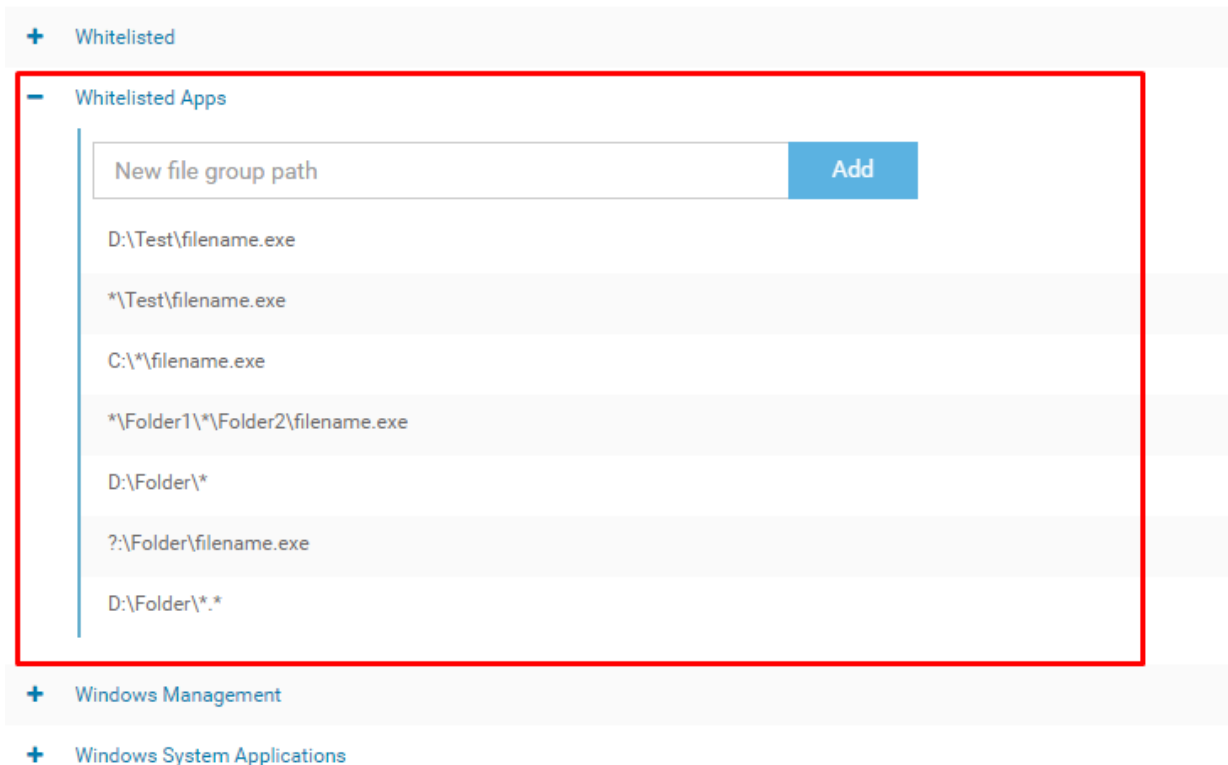 Whitelisted
Whitelisted Apps
New file group path
Add
D:\Test\filename.exe
*\Test\filename.exe
C:\*\filename.exe
*\Folder1\*\Folder2\filename.exe
D:\Folder\*
?:\Folder\filename.exe
D:\Folder\*.*
Windows Management
Windows System Applications